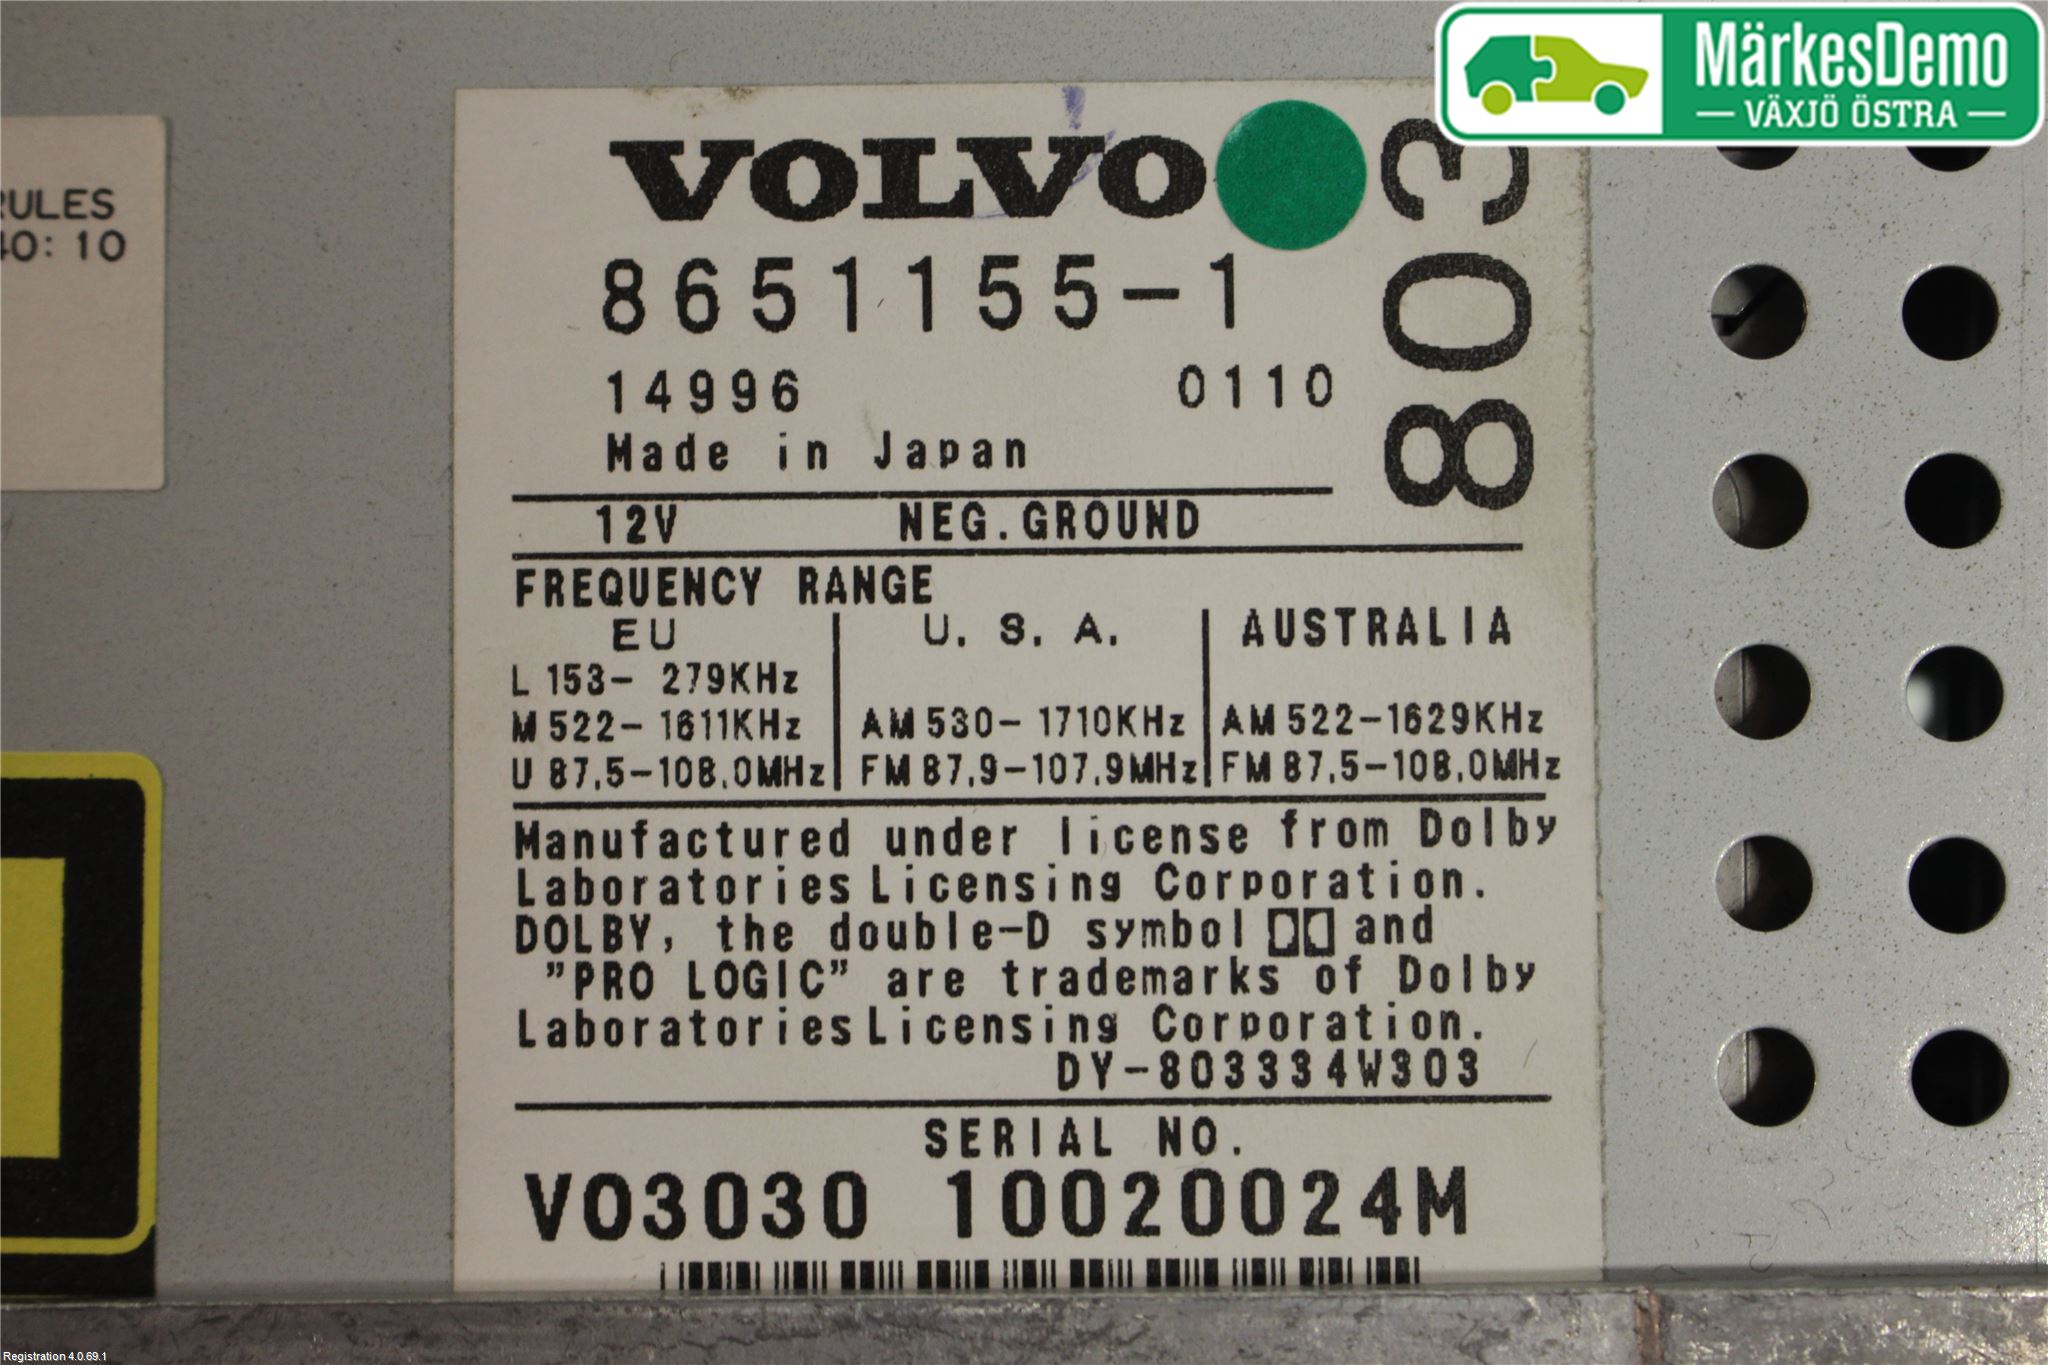 MärkesDemo
VÄXJÖ ÖSTRA
RULES
40:10
VOLVO
803
8651155-1
14996 0110
Made in Japan
12V NEG.GROUND
FREQUENCY RANGE
EU U.S.A. AUSTRALIA
L 153- 279KHz
M 522- 1611KHz AM 530- 1710KHz AM 522-1629KHz
U 87.5-108.0MHz FM 87.9-107.9MHz FM 87.5-108.0MHz
Manufactured under license from Dolby
Laboratories Licensing Corporation.
DOLBY, the double-D symbol and
"PRO LOGIC" are trademarks of Dolby
Laboratories Licensing Corporation.
DY-803334W303
SERIAL NO.
VO3030 10020024M
Registration 4.0.69.1